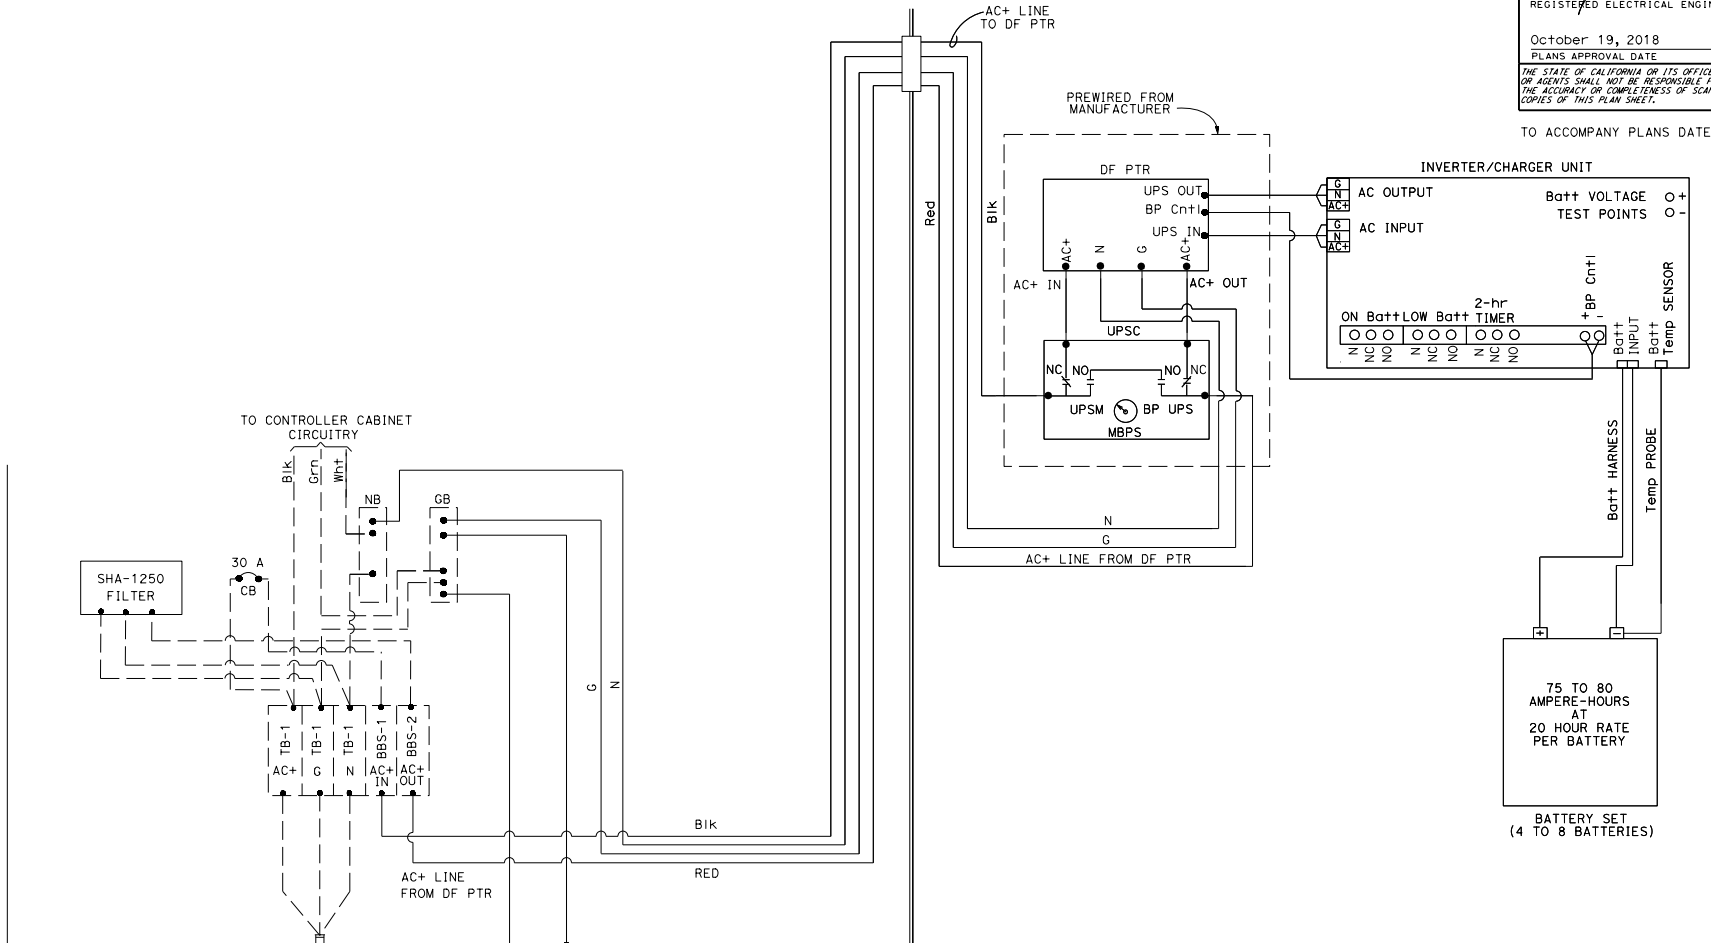 AC+ LINE
TO DF PTR
REGISTERED ELECTRICAL
October 19, 2018
PLANS APPROVAL DATE
THE STATE OF CALIFORNIA OR ITS
OR AGENTS SHALL NOT BE RESPONSIBLE
THE ACCURACY OR COMPLETENESS OF
COPIES OF THIS PLAN SHEET.
TO ACCOMPANY PLANS DATE
PREWIRED FROM
MANUFACTURER
DF PTR
UPS OUT
BP Cntl
UPS IN
AC+
N
G
AC+
AC+ IN
AC+ OUT
UPSC
NC
NO
NO
NC
UPSM
BP UPS
MBPS
Red
Blk
N
G
AC+ LINE FROM DF PTR
INVERTER/CHARGER UNIT
G
N
AC+
AC OUTPUT
G
N
AC+
AC INPUT
Batt VOLTAGE
TEST POINTS
+
-
ON Batt
LOW Batt
2-hr
TIMER
N
NC
NO
N
NC
NO
N
NC
NO
+
-
BP Cntl
Batt
INPUT
Batt
Temp SENSOR
Batt HARNESS
Temp PROBE
+
-
75 TO 80
AMPERE-HOURS
AT
20 HOUR RATE
PER BATTERY
BATTERY SET
(4 TO 8 BATTERIES)
TO CONTROLLER CABINET
CIRCUITRY
Blk
Grn
Wht
NB
GB
SHA-1250
FILTER
30 A
CB
TB-1
AC+
TB-1
G
TB-1
N
BBS-1
AC+
IN
BBS-2
AC+
OUT
G
N
Blk
RED
AC+ LINE
FROM DF PTR